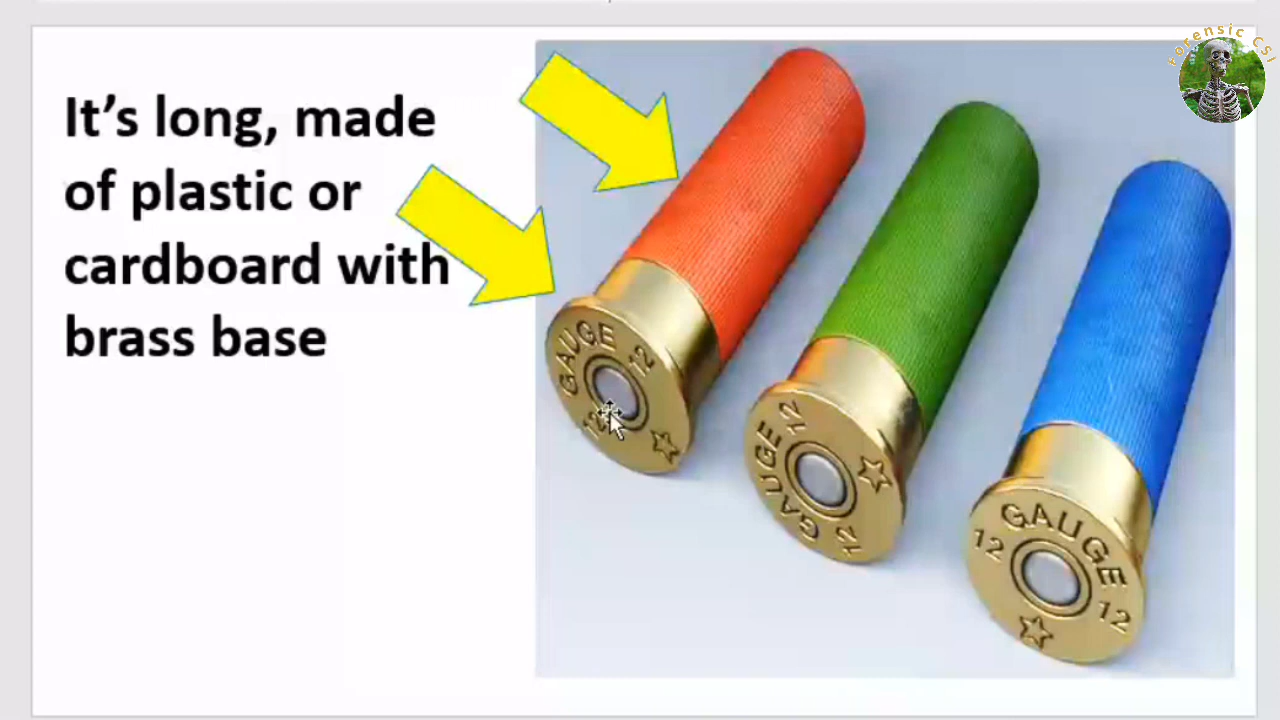 It's long, made
of plastic or
cardboard with
brass base
Forensic CSI
GAUGE 12
12
12
GAUGE
12
GAUGE
12
12